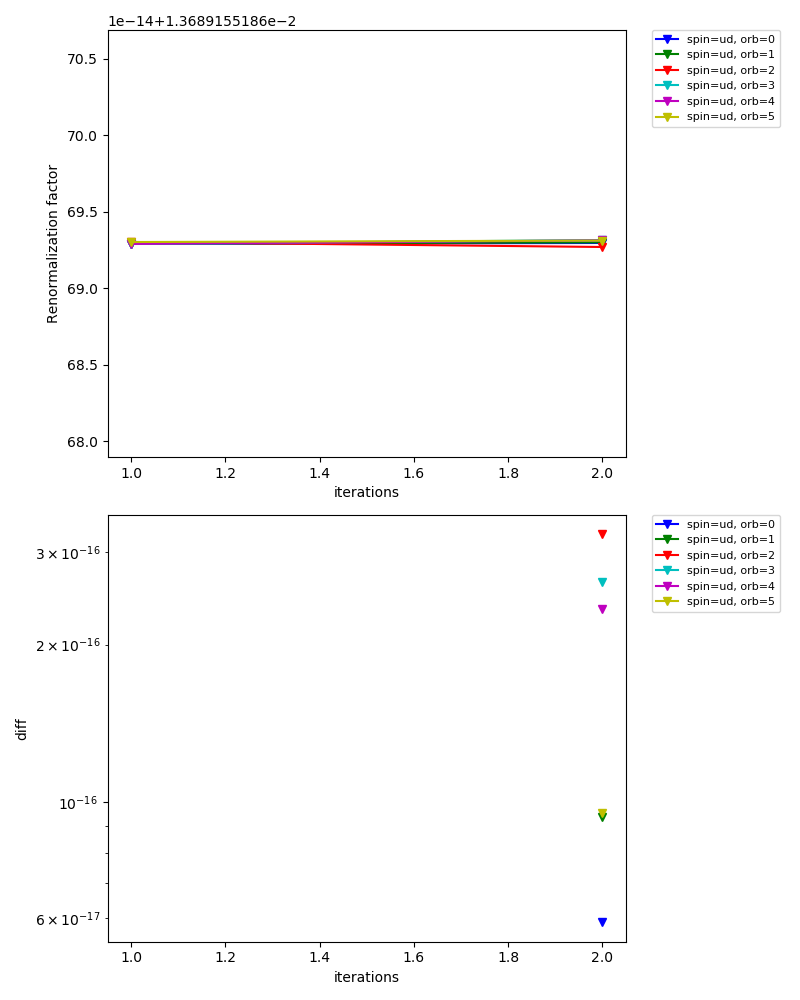 1e−14+1.3689155186e−2
70.5
70.0
69.5
69.0
68.5
68.0
Renormalization factor
1.0 1.2 1.4 1.6 1.8 2.0
iterations
spin=ud, orb=0
spin=ud, orb=1
spin=ud, orb=2
spin=ud, orb=3
spin=ud, orb=4
spin=ud, orb=5
3 × 10⁻¹⁶
2 × 10⁻¹⁶
10⁻¹⁶
6 × 10⁻¹⁷
diff
1.0 1.2 1.4 1.6 1.8 2.0
iterations
spin=ud, orb=0
spin=ud, orb=1
spin=ud, orb=2
spin=ud, orb=3
spin=ud, orb=4
spin=ud, orb=5